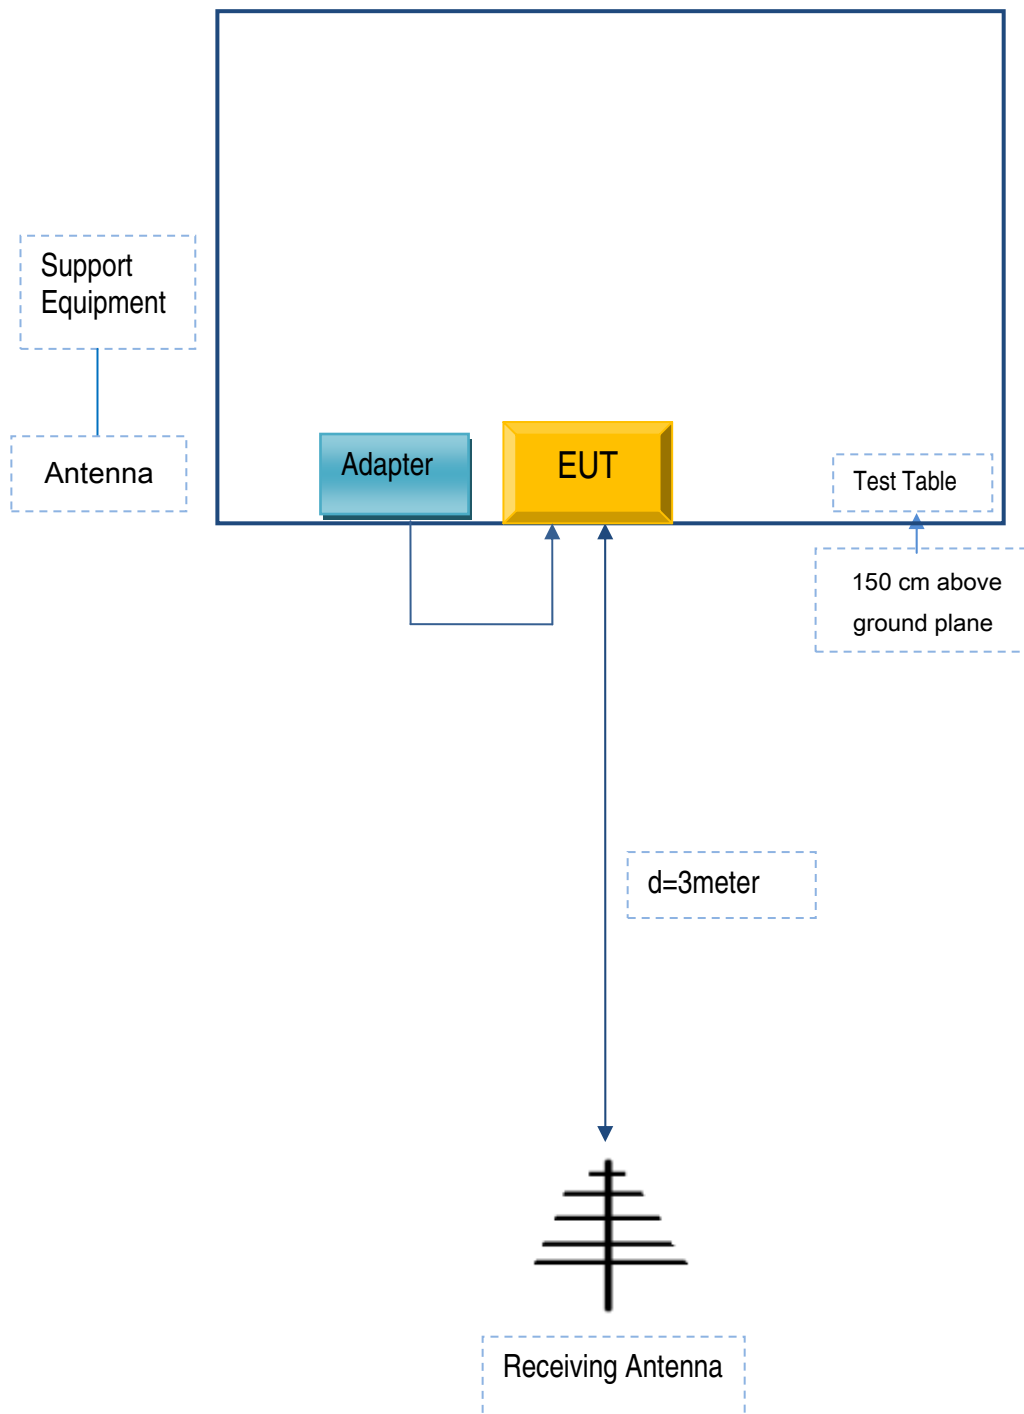 Support
Equipment
Antenna
Adapter
EUT
Test Table
150 cm above
ground plane
d=3meter
Receiving Antenna